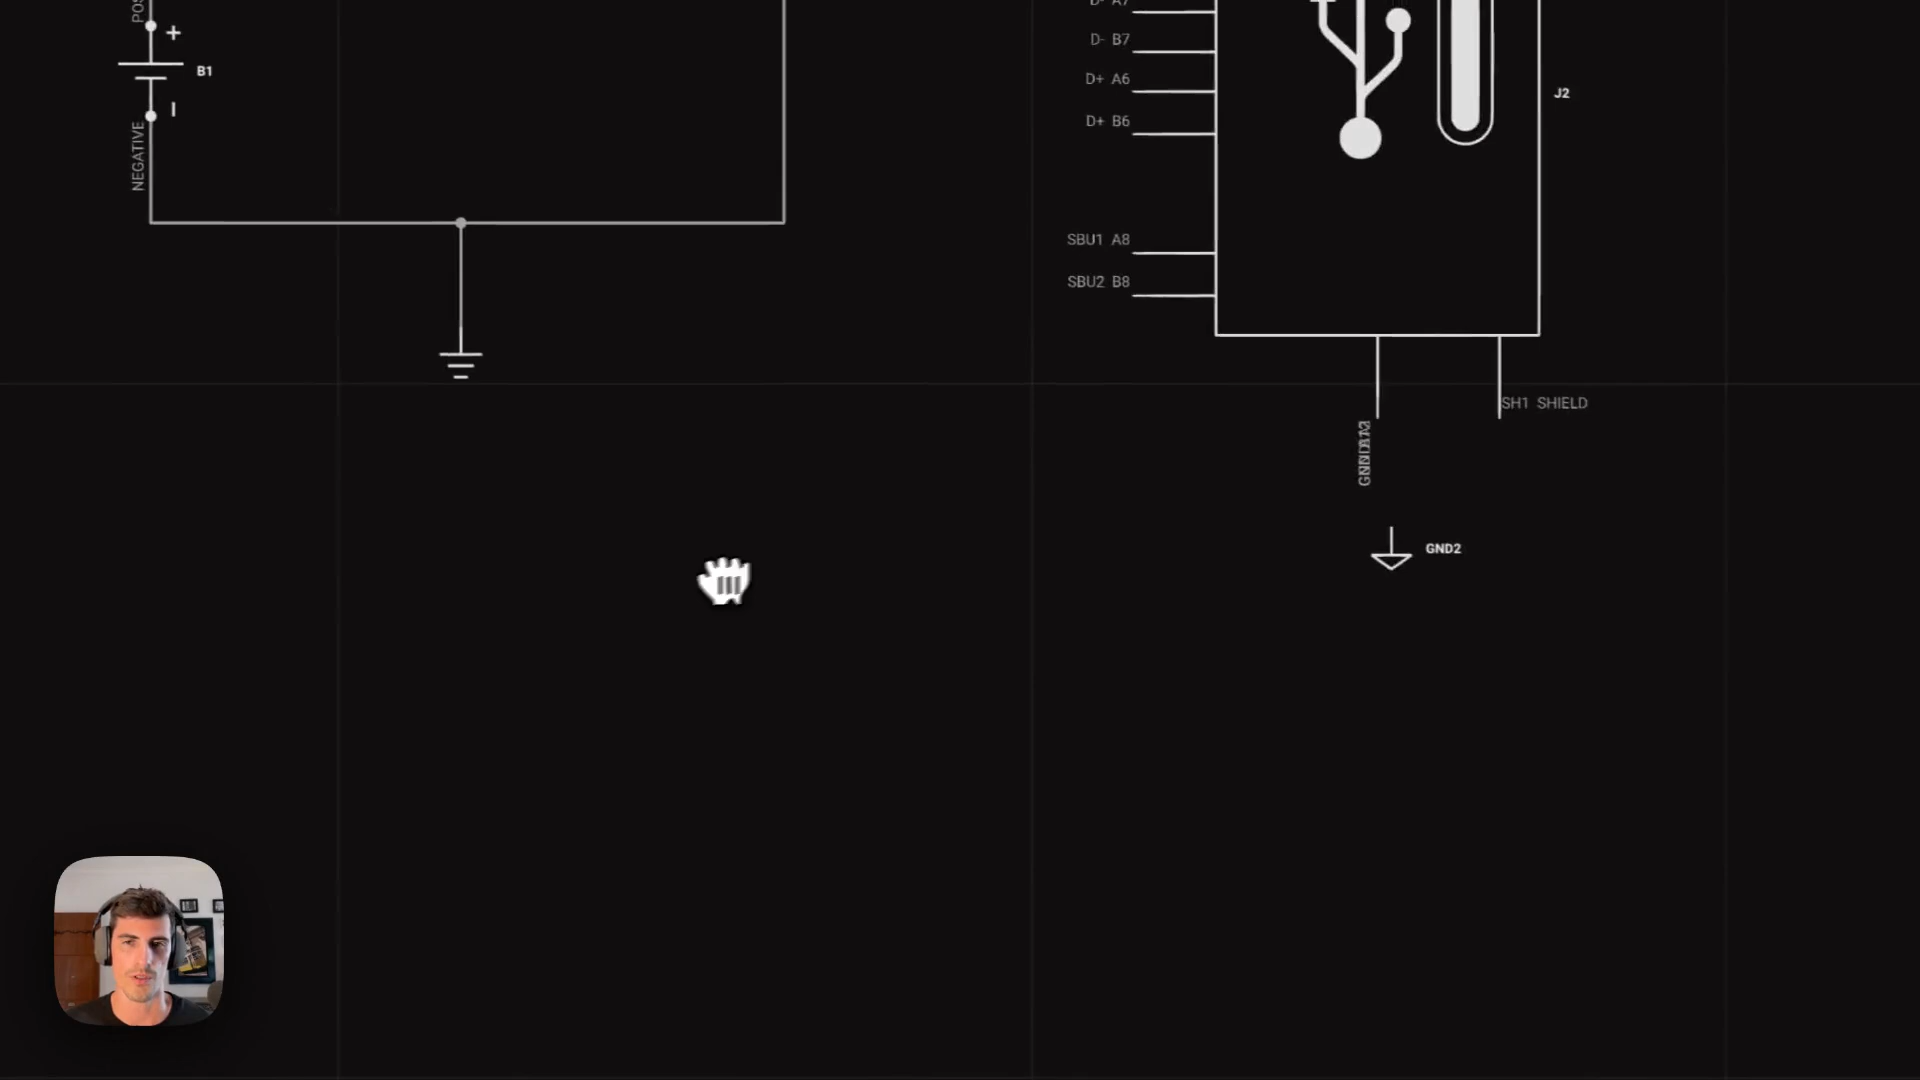 +
B1
NEGATIVE
D- B7
D+ A6
D+ B6
J2
SBU1 A8
SBU2 B8
SH1 SHIELD
GND2